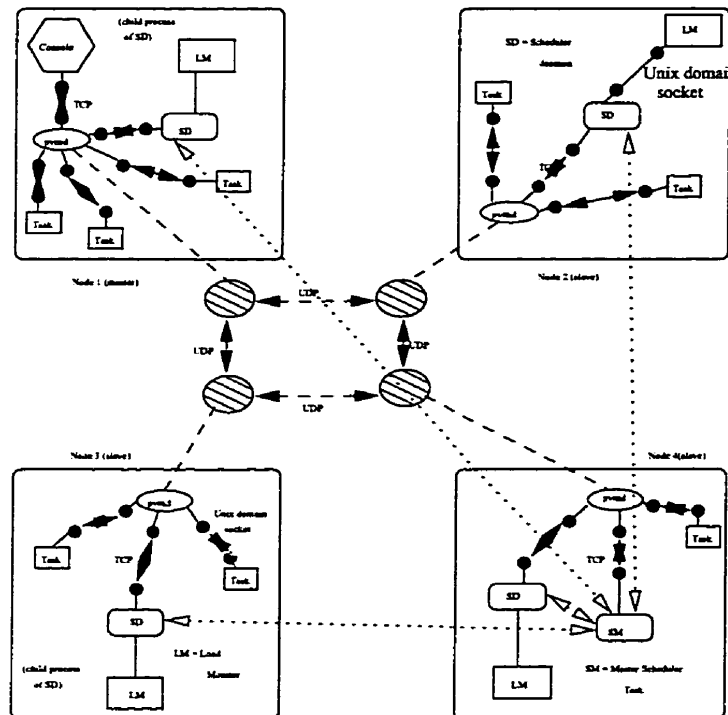 (child process
of SD)
Console
LM
TCP
SD
pvmd
Task
Task
Task
Node 1 (master)
SD = Scheduler
daemon
LM
Unix domain
socket
Task
SD
TCP
Task
pvmd
Node 2 (slave)
UDP
UDP
UDP
UDP
Node 3 (slave)
pvmd
Unix domain
socket
Task
TCP
Task
SD
(child process
of SD)
LM = Load
Monitor
LM
Node 4(slave)
pvmd
Task
TCP
SD
SM
SM = Master Scheduler
Task
LM